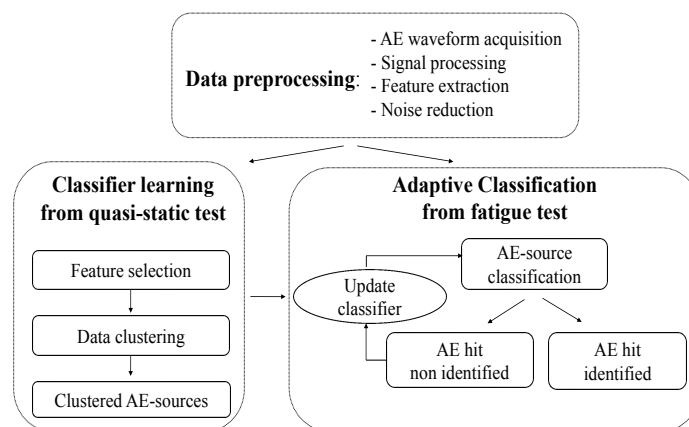 Data preprocessing:
- AE waveform acquisition
- Signal processing
- Feature extraction
- Noise reduction
Classifier learning
from quasi-static test
Feature selection
Data clustering
Clustered AE-sources
Adaptive Classification
from fatigue test
Update
classifier
AE-source
classification
AE hit
non identified
AE hit
identified